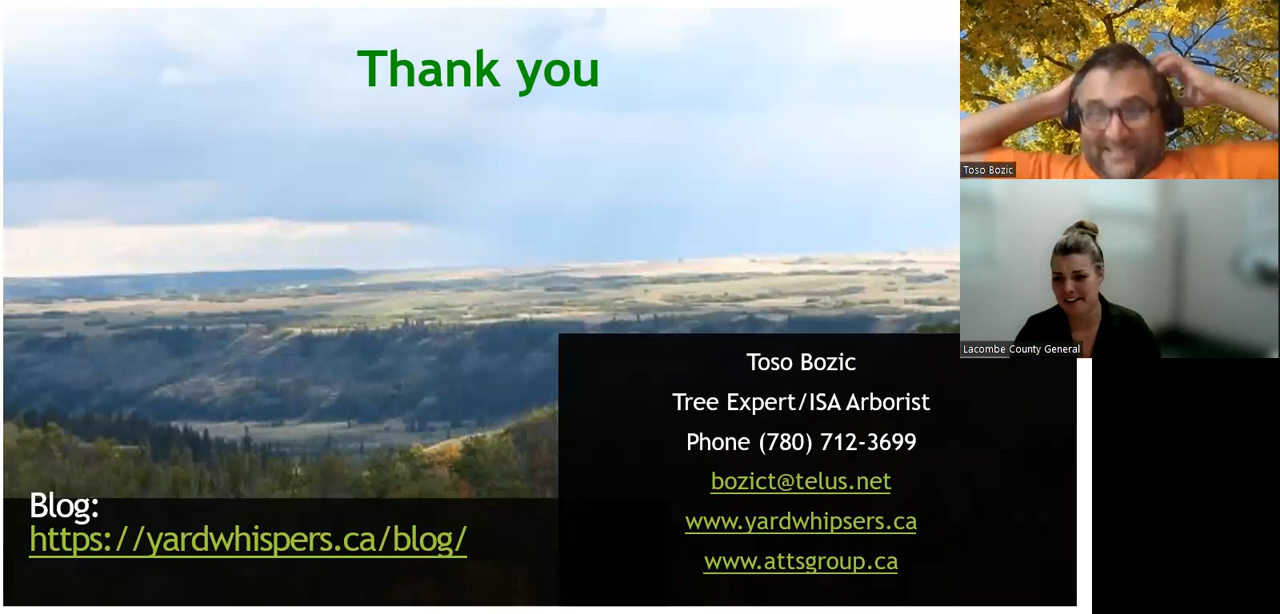 Thank you
Toso Bozic
Lacombe County General
Toso Bozic
Tree Expert/ISA Arborist
Phone (780) 712-3699
bozict@telus.net
www.yardwhipsers.ca
www.attsgroup.ca
Blog:
https://yardwhispers.ca/blog/